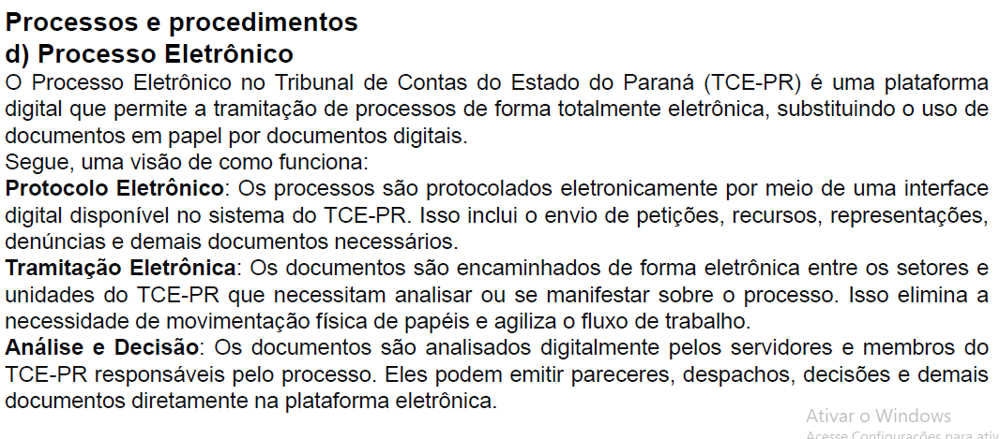 Processos e procedimentos
d) Processo Eletrônico
O Processo Eletrônico no Tribunal de Contas do Estado do Paraná (TCE-PR) é uma plataforma
digital que permite a tramitação de processos de forma totalmente eletrônica, substituindo o uso de
documentos em papel por documentos digitais.
Segue, uma visão de como funciona:
Protocolo Eletrônico: Os processos são protocolados eletronicamente por meio de uma interface
digital disponível no sistema do TCE-PR. Isso inclui o envio de petições, recursos, representações,
denúncias e demais documentos necessários.
Tramitação Eletrônica: Os documentos são encaminhados de forma eletrônica entre os setores e
unidades do TCE-PR que necessitam analisar ou se manifestar sobre o processo. Isso elimina a
necessidade de movimentação física de papéis e agiliza o fluxo de trabalho.
Análise e Decisão: Os documentos são analisados digitalmente pelos servidores e membros do
TCE-PR responsáveis pelo processo. Eles podem emitir pareceres, despachos, decisões e demais
documentos diretamente na plataforma eletrônica.
Ativar o Windows
Acesse Configurações para ativ